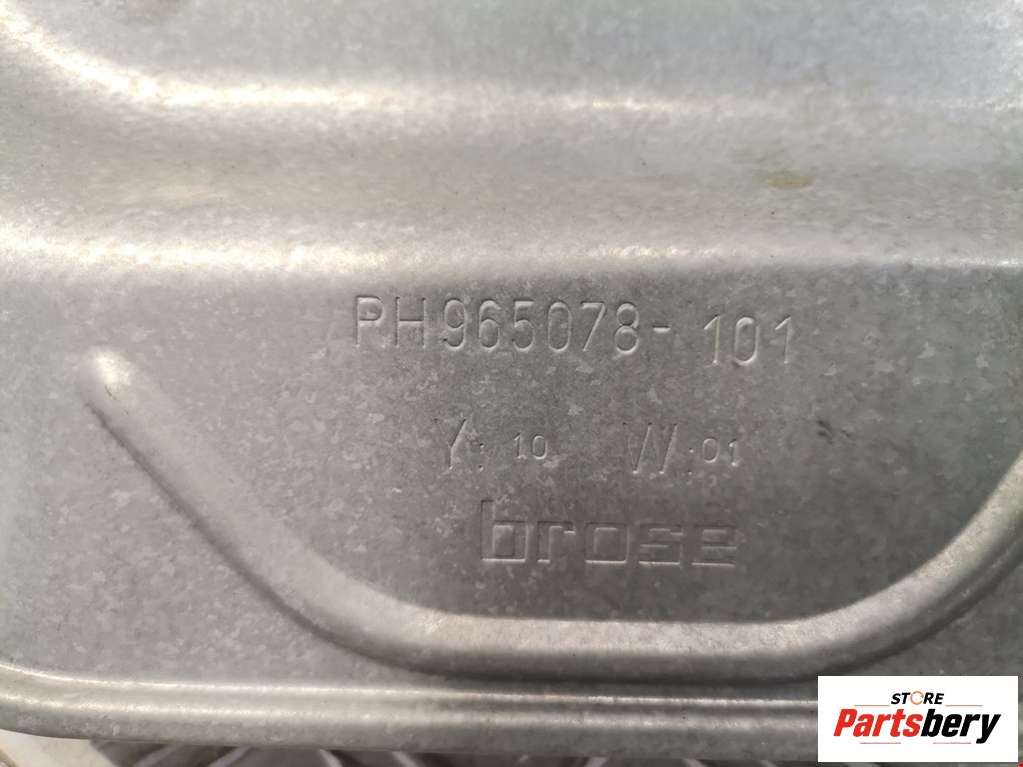 PH965078-101
Y: 10 W: 01
brose
STORE
Partsbery